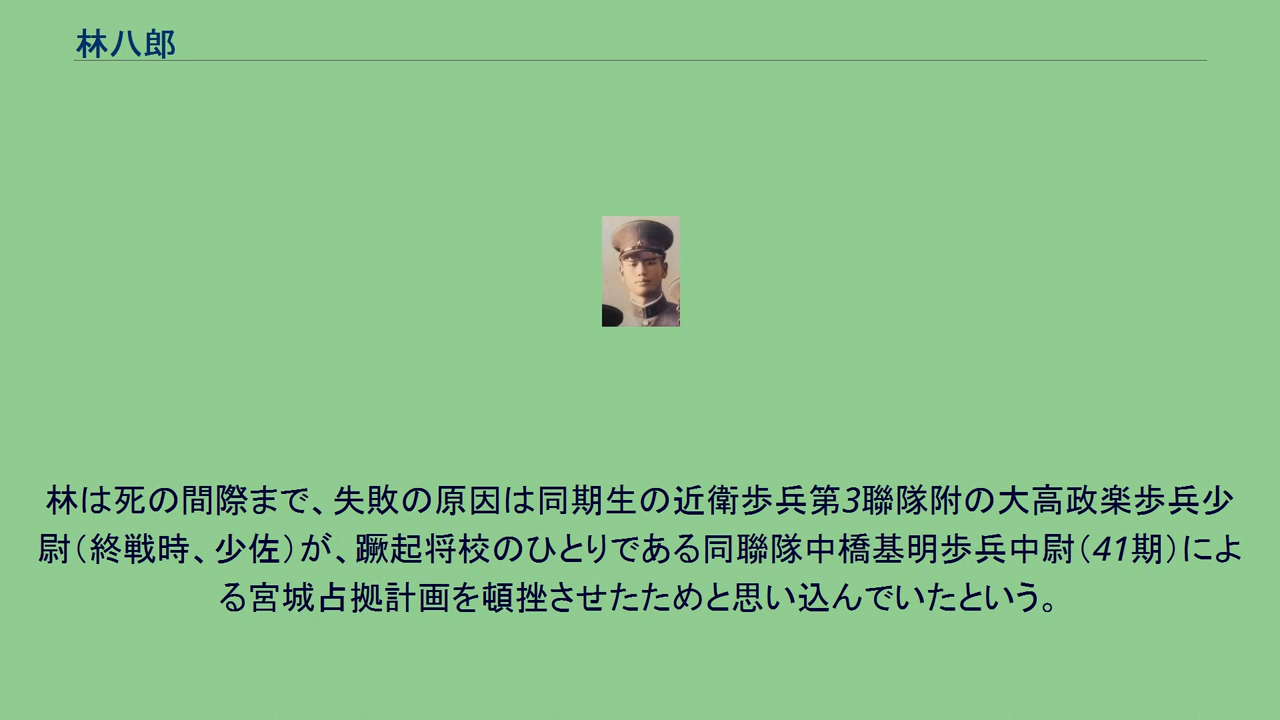 林八郎
林は死の間際まで、失敗の原因は同期生の近衛歩兵第3聯隊附の大高政楽歩兵少
尉（終戦時、少佐）が、蹶起将校のひとりである同聯隊中橋基明歩兵中尉（41期）によ
る宮城占拠計画を頓挫させたためと思い込んでいたという。